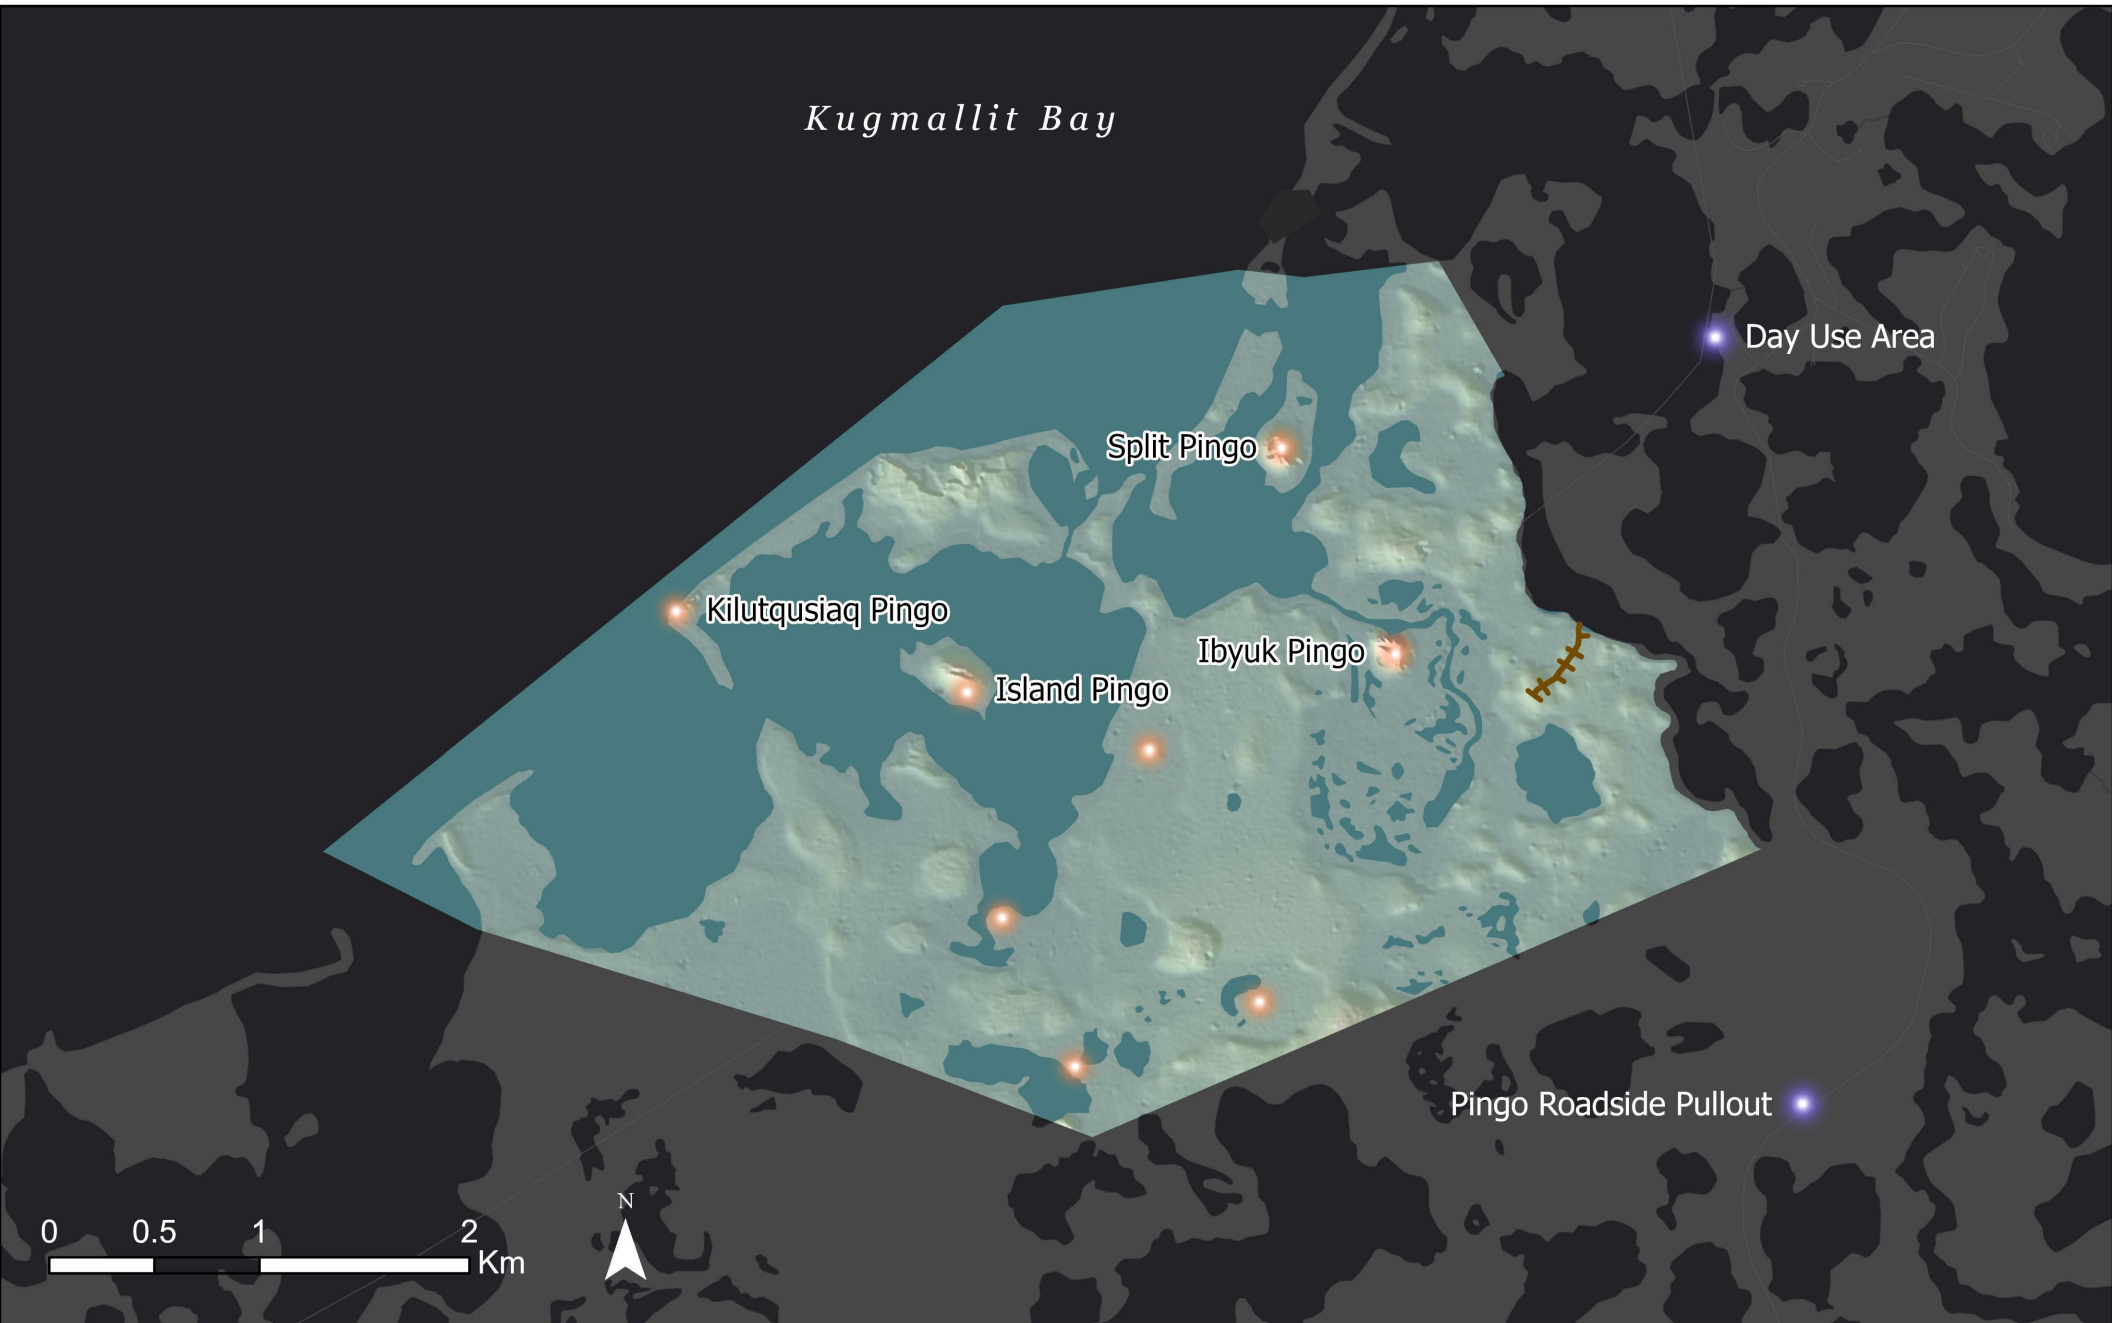 Kugmallit Bay
Day Use Area
Split Pingo
Kilutqusiaq Pingo
Ibyuk Pingo
Island Pingo
Pingo Roadside Pullout
N
0 0.5 1 2
Km